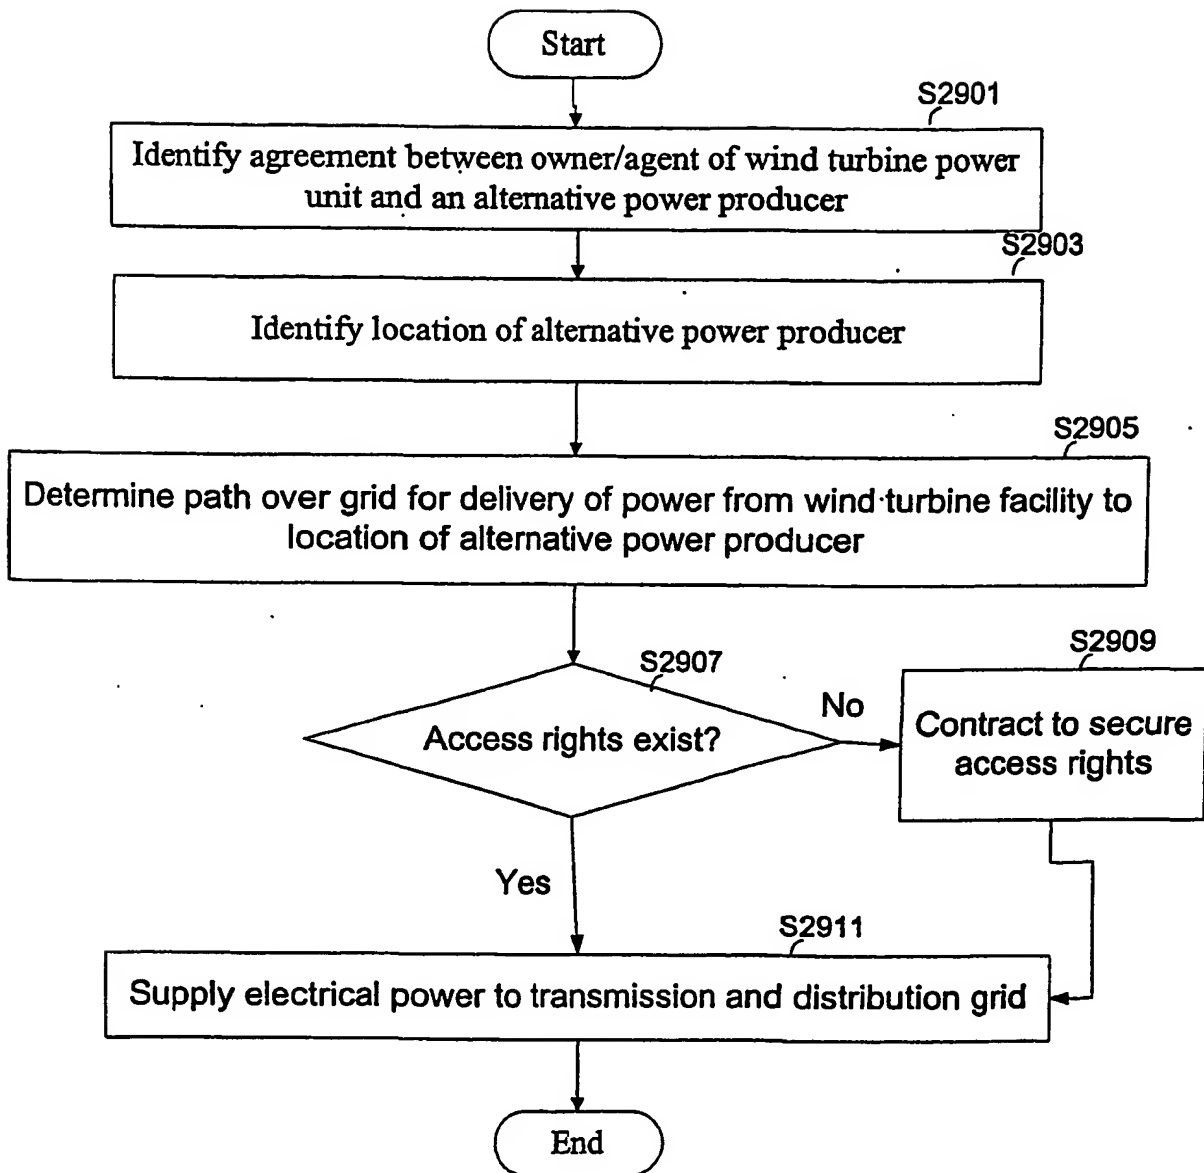 Start
S2901
Identify agreement between owner/agent of wind turbine power
unit and an alternative power producer
S2903
Identify location of alternative power producer
S2905
Determine path over grid for delivery of power from wind turbine facility to
location of alternative power producer
S2907
Access rights exist?
No
S2909
Contract to secure
access rights
Yes
S2911
Supply electrical power to transmission and distribution grid
End